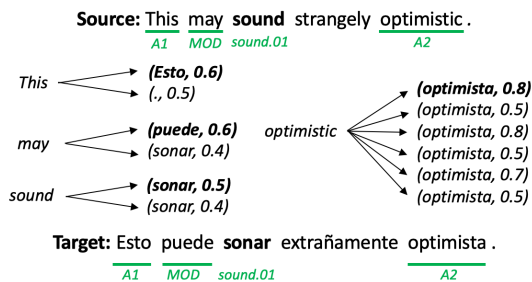 Source: This may sound strangely optimistic .
A1 MOD sound.01 A2
This
(Esto, 0.6)
(., 0.5)
may
(puede, 0.6)
(sonar, 0.4)
sound
(sonar, 0.5)
(sonar, 0.4)
optimistic
(optimista, 0.8)
(optimista, 0.5)
(optimista, 0.8)
(optimista, 0.5)
(optimista, 0.7)
(optimista, 0.5)
Target: Esto puede sonar extrañamente optimista .
A1 MOD sound.01 A2